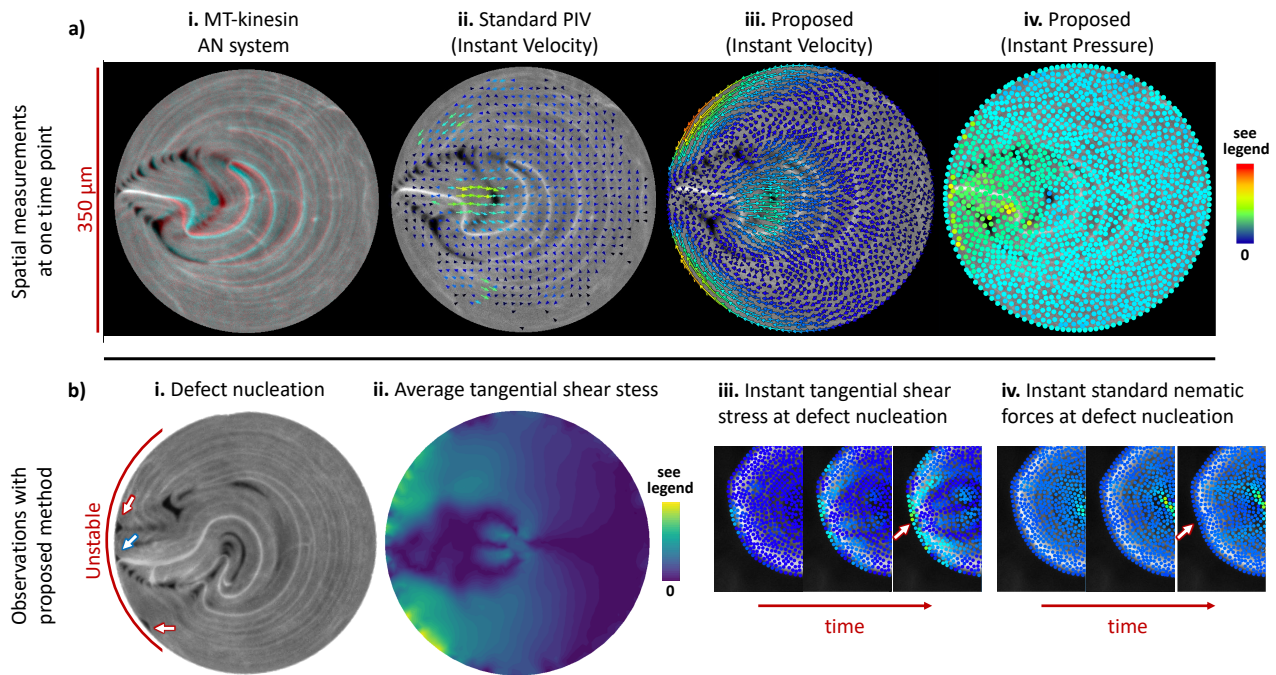 a)
i. MT-kinesin
AN system
ii. Standard PIV
(Instant Velocity)
iii. Proposed
(Instant Velocity)
iv. Proposed
(Instant Pressure)
Spatial measurements
at one time point
350 µm
see
legend
0
b)
i. Defect nucleation
ii. Average tangential shear stess
iii. Instant tangential shear
stress at defect nucleation
iv. Instant standard nematic
forces at defect nucleation
Observations with
proposed method
Unstable
see
legend
0
time
time